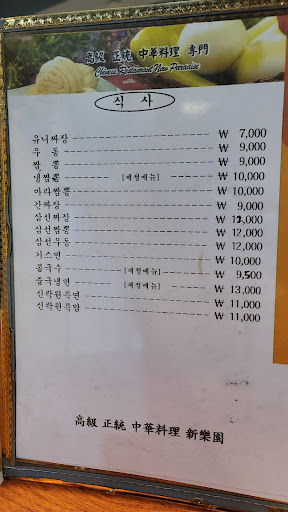 高級 正統 中華料理 專門
Chiness Restaurant New Paradise
식 사
유니짜장 ₩ 7,000
우 동 ₩ 9,000
짬 뽕 ₩ 9,000
냉짬뽕 [계절메뉴] ₩ 10,000
마라짬뽕 ₩ 10,000
간짜장 ₩ 9,000
삼선짜장 ₩ 12,000
삼선짬뽕 ₩ 12,000
삼선우동 ₩ 12,000
기스면 ₩ 10,000
콩국수 [계절메뉴] ₩ 9,500
중국냉면 [계절메뉴] ₩ 13,000
신락원특면 ₩ 11,000
신락원특밥 ₩ 11,000
高級 正統 中華料理 新樂園